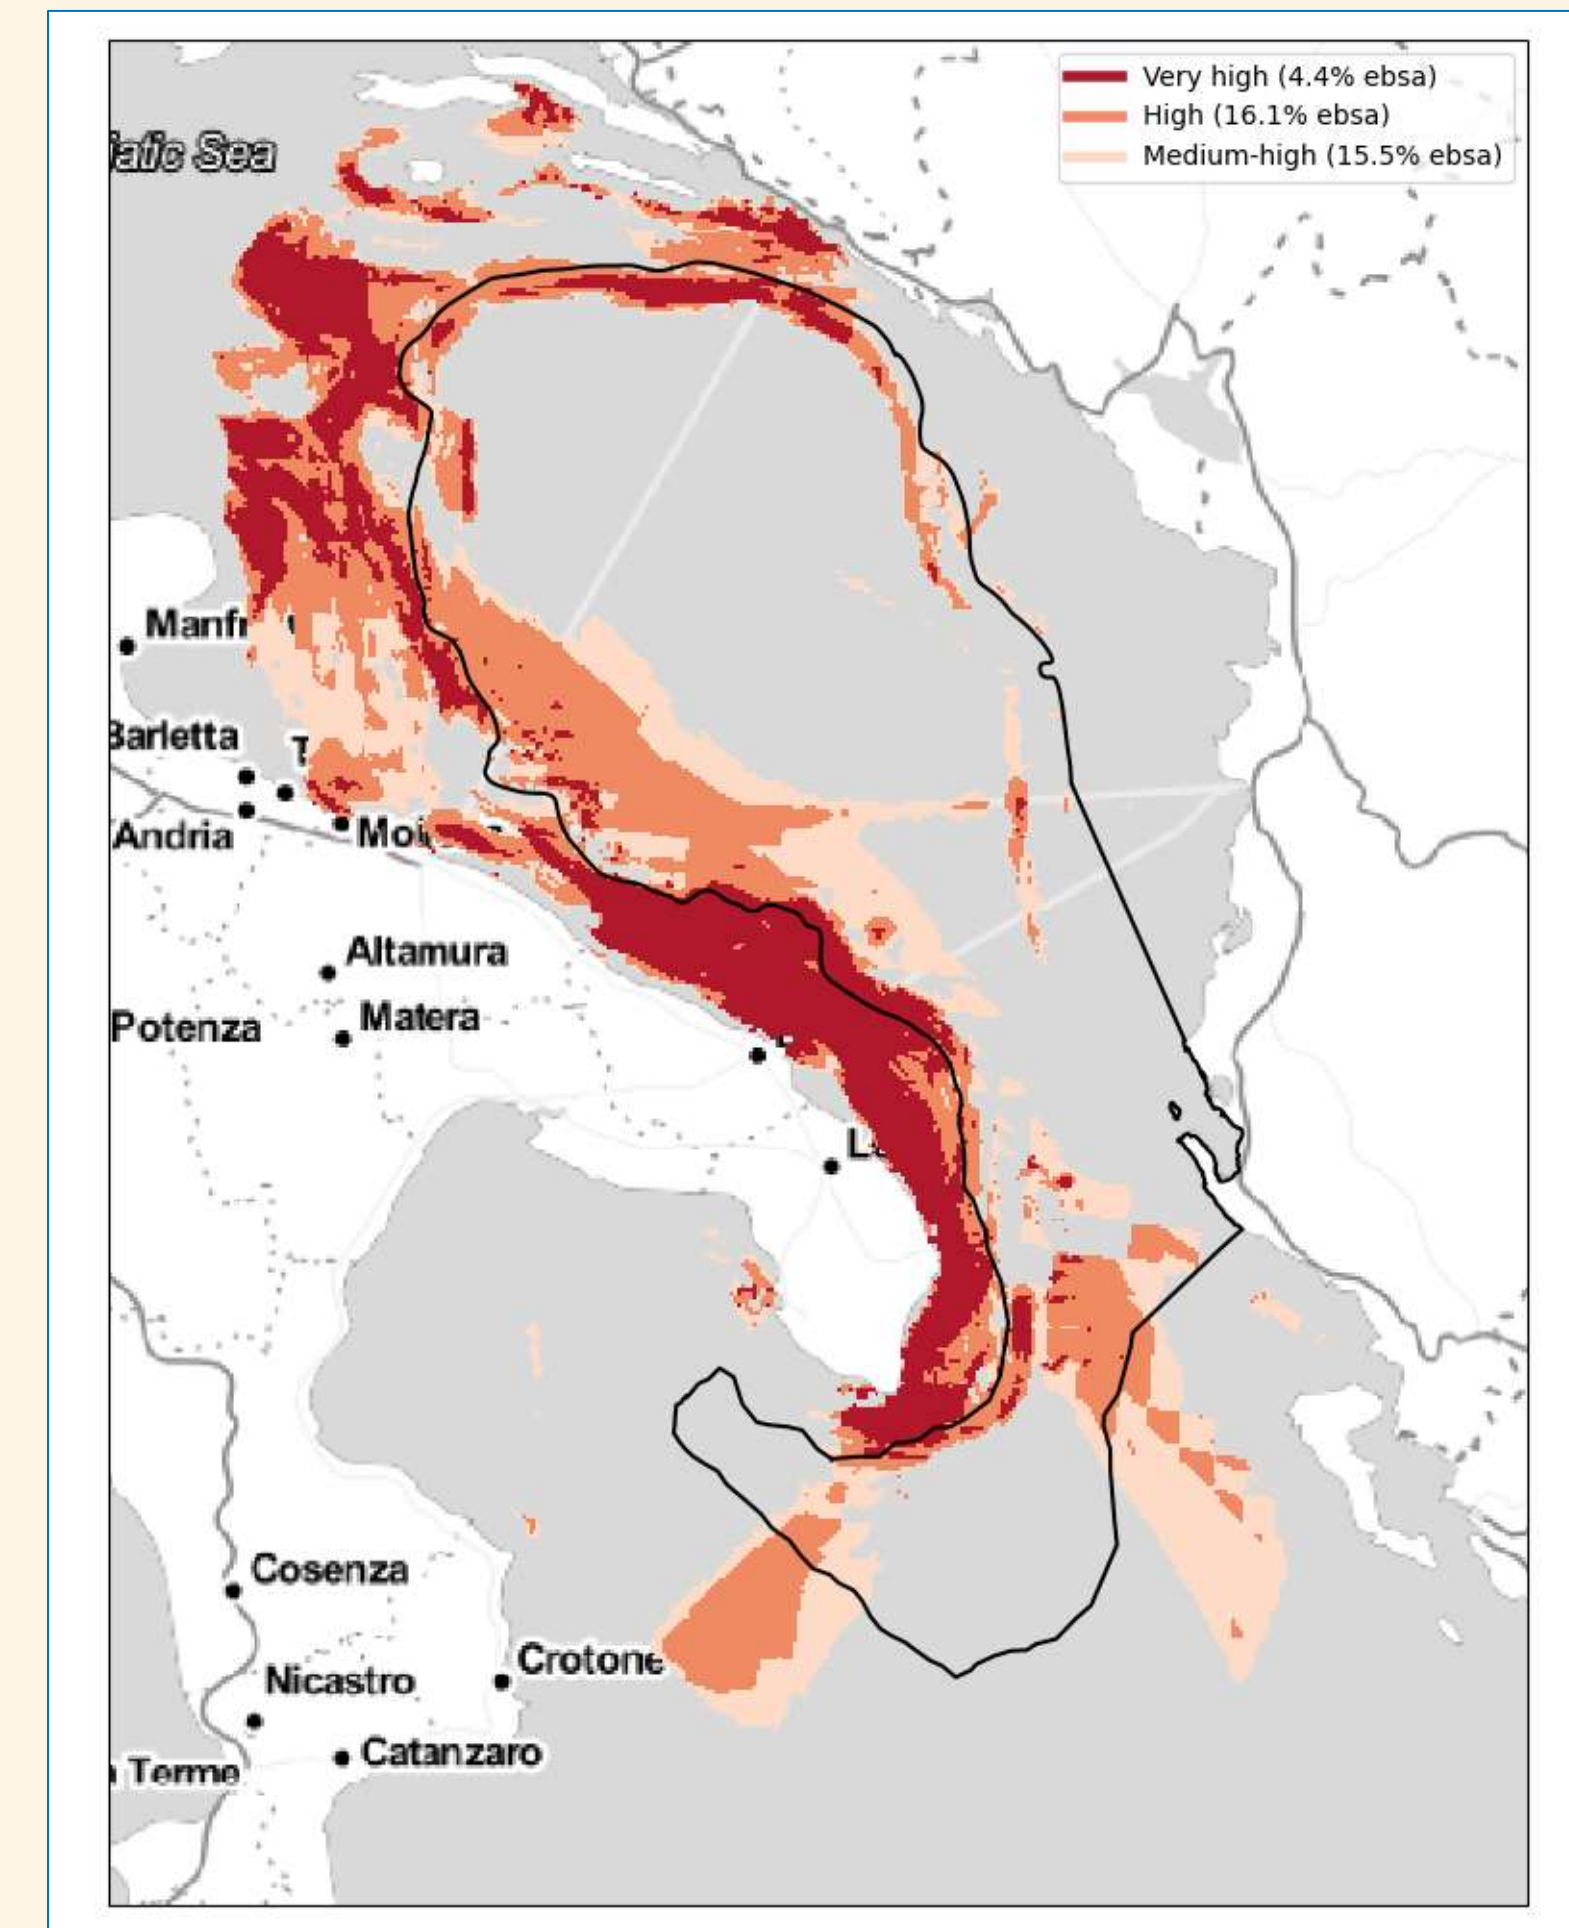 Very high (4.4% ebsa)
High (16.1% ebsa)
Medium-high (15.5% ebsa)
Sea
Barletta
Andria
Altamura
Matera
Potenza
Cosenza
Crotone
Nicastro
Catanzaro
Terme